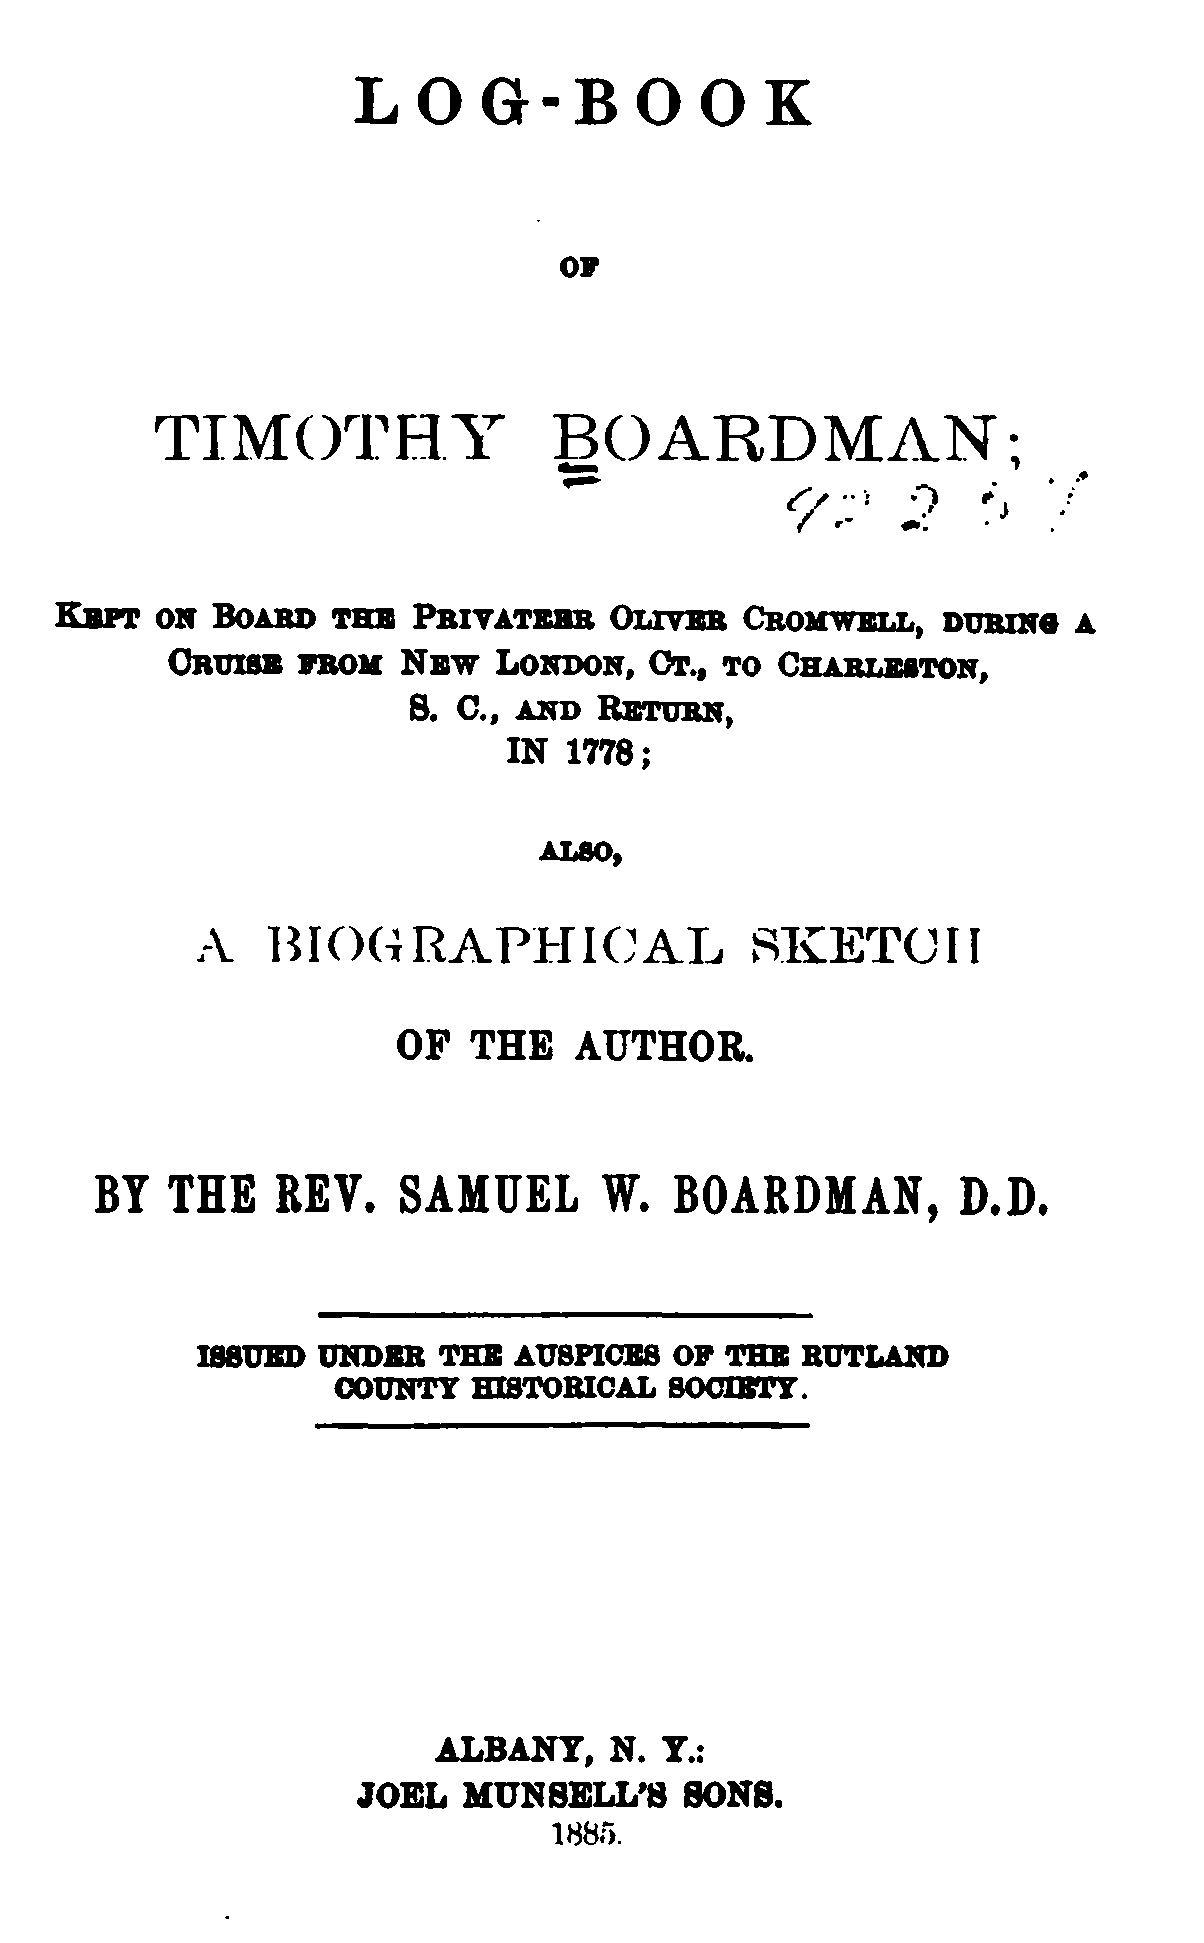 LOG-BOOK
OF
TIMOTHY BOARDMAN;
KEPT ON BOARD THE PRIVATEER OLIVER CROMWELL, DURING A
CRUISE FROM NEW LONDON, CT., TO CHARLESTON,
S. C., AND RETURN,
IN 1778;
ALSO,
A BIOGRAPHICAL SKETCH
OF THE AUTHOR.
BY THE REV. SAMUEL W. BOARDMAN, D.D.
ISSUED UNDER THE AUSPICES OF THE RUTLAND
COUNTY HISTORICAL SOCIETY.
ALBANY, N. Y.:
JOEL MUNSELL'S SONS.
1885.